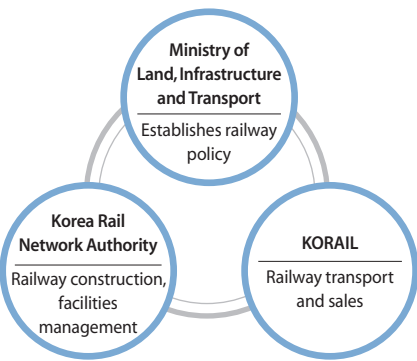 Ministry of
Land, Infrastructure
and Transport
Establishes railway
policy
Korea Rail
Network Authority
Railway construction,
facilities
management
KORAIL
Railway transport
and sales